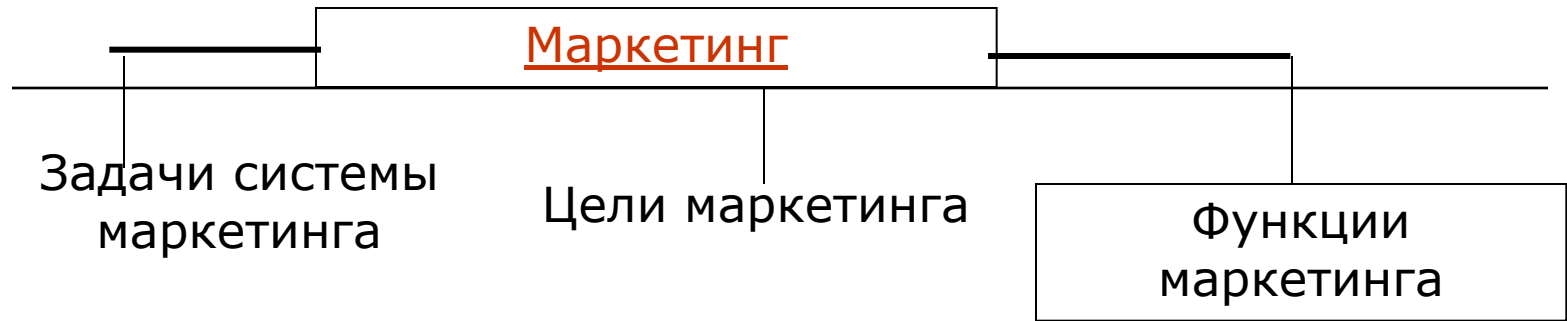 Маркетинг
Задачи системы
маркетинга
Цели маркетинга
Функции
маркетинга